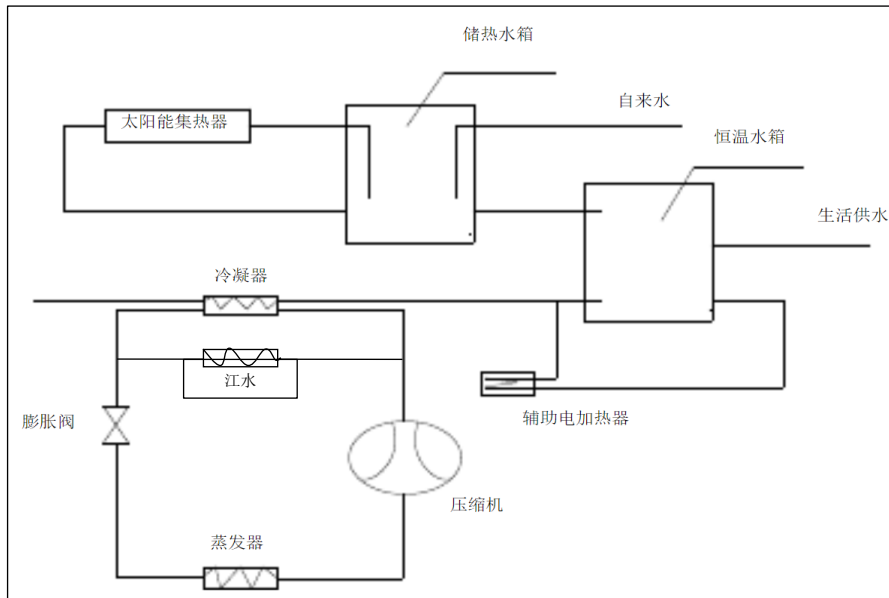 储热水箱
自来水
太阳能集热器
恒温水箱
生活供水
冷凝器
江水
膨胀阀
辅助电加热器
压缩机
蒸发器